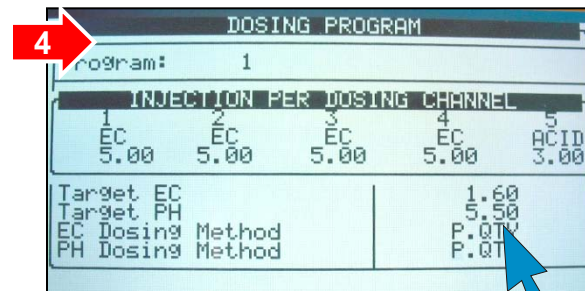 4
DOSING PROGRAM
rogram: 1
INJECTION PER DOSING CHANNEL
1 2 3 4 5
EC EC EC EC ACID
5.00 5.00 5.00 5.00 3.00
Target EC 1.60
Target PH 5.50
EC Dosing Method P.QTY
PH Dosing Method P.QT